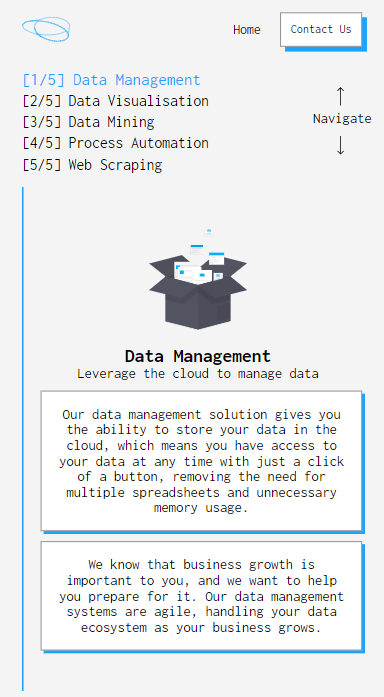 Home
Contact Us
[1/5] Data Management
[2/5] Data Visualisation
[3/5] Data Mining
[4/5] Process Automation
[5/5] Web Scraping
Navigate
Data Management
Leverage the cloud to manage data
Our data management solution gives you
the ability to store your data in the
cloud, which means you have access to
your data at any time with just a click
of a button, removing the need for
multiple spreadsheets and unnecessary
memory usage.
We know that business growth is
important to you, and we want to help
you prepare for it. Our data management
systems are agile, handling your data
ecosystem as your business grows.